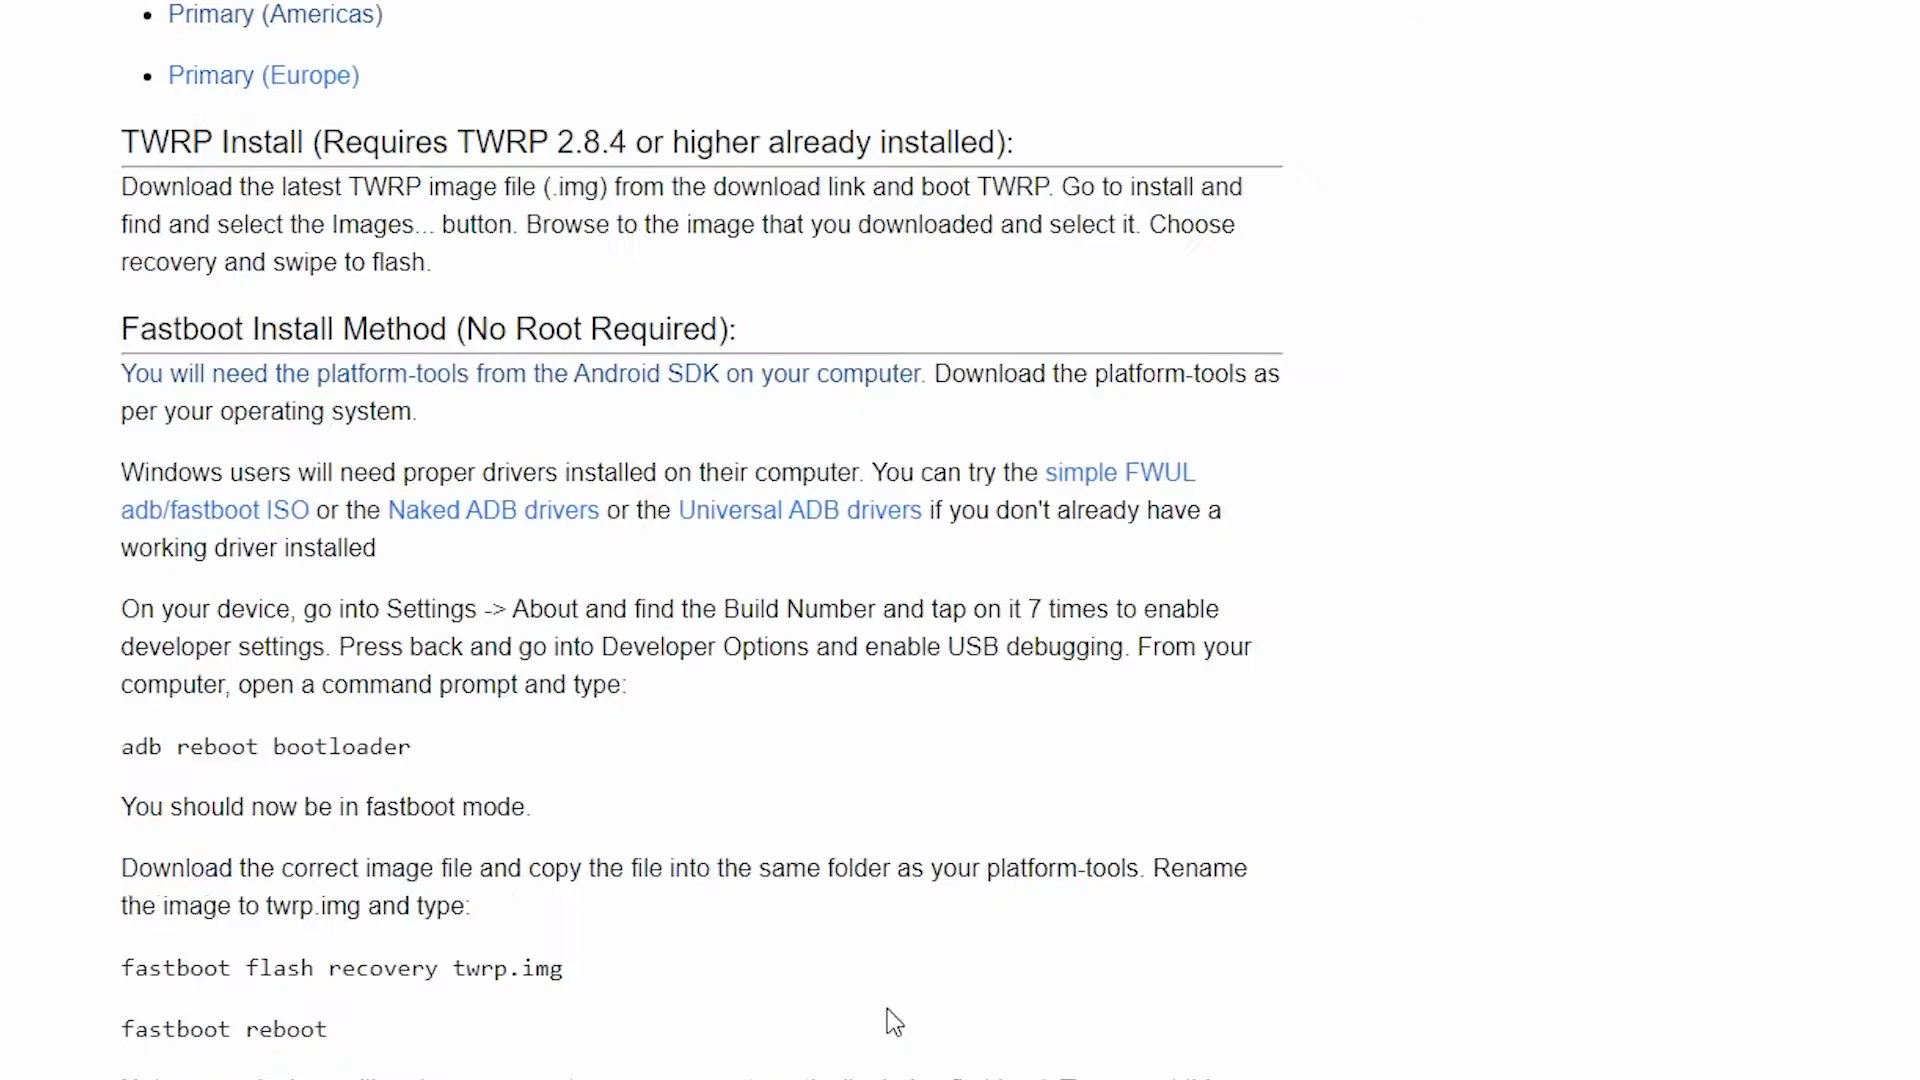 Primary (Americas)
Primary (Europe)
TWRP Install (Requires TWRP 2.8.4 or higher already installed):
Download the latest TWRP image file (.img) from the download link and boot TWRP. Go to install and
find and select the Images... button. Browse to the image that you downloaded and select it. Choose
recovery and swipe to flash.
Fastboot Install Method (No Root Required):
You will need the platform-tools from the Android SDK on your computer. Download the platform-tools as
per your operating system.
Windows users will need proper drivers installed on their computer. You can try the simple FWUL
adb/fastboot ISO or the Naked ADB drivers or the Universal ADB drivers if you don't already have a
working driver installed
On your device, go into Settings -> About and find the Build Number and tap on it 7 times to enable
developer settings. Press back and go into Developer Options and enable USB debugging. From your
computer, open a command prompt and type:
adb reboot bootloader
You should now be in fastboot mode.
Download the correct image file and copy the file into the same folder as your platform-tools. Rename
the image to twrp.img and type:
fastboot flash recovery twrp.img
fastboot reboot